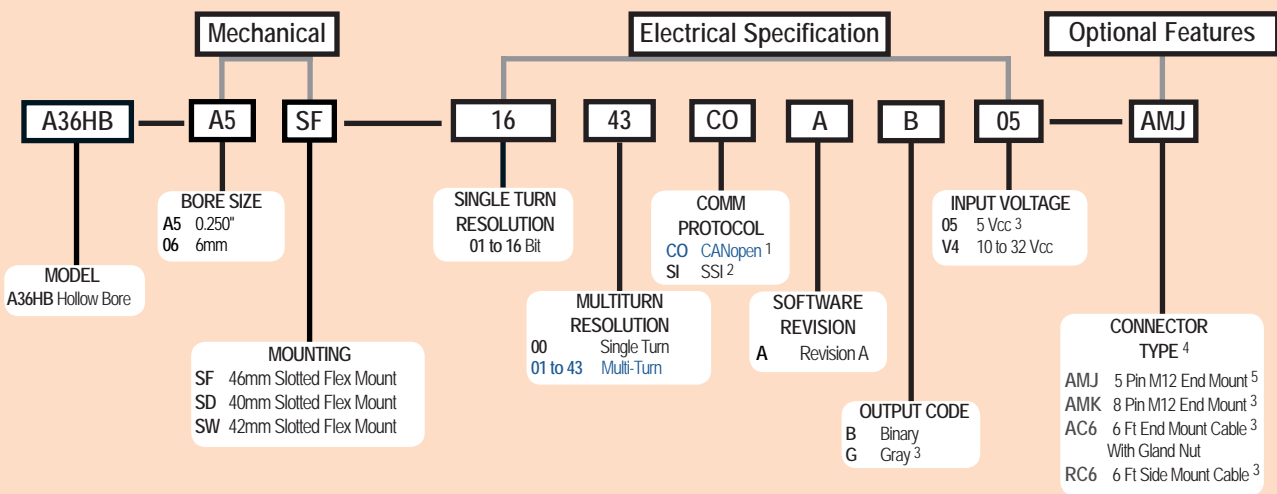 Mechanical
Electrical Specification
Optional Features
A36HB
A5
SF
16
43
CO
A
B
05
AMJ
MODEL
A36HB Hollow Bore
BORE SIZE
A5 0.250"
06 6mm
MOUNTING
SF 46mm Slotted Flex Mount
SD 40mm Slotted Flex Mount
SW 42mm Slotted Flex Mount
SINGLE TURN
RESOLUTION
01 to 16 Bit
MULTITURN
RESOLUTION
00 Single Turn
01 to 43 Multi-Turn
COMM
PROTOCOL
CO CANopen 1
SI SSI 2
SOFTWARE
REVISION
A Revision A
OUTPUT CODE
B Binary
G Gray 3
INPUT VOLTAGE
05 5 Vcc 3
V4 10 to 32 Vcc
CONNECTOR
TYPE 4
AMJ 5 Pin M12 End Mount 5
AMK 8 Pin M12 End Mount 3
AC6 6 Ft End Mount Cable 3
With Gland Nut
RC6 6 Ft Side Mount Cable 3